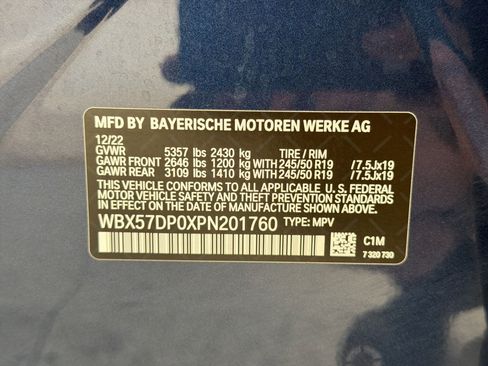 MFD BY BAYERISCHE MOTOREN WERKE AG
12/22
GVWR 5357 lbs 2430 kg TIRE / RIM
GAWR FRONT 2646 lbs 1200 kg WITH 245/50 R19 /7.5Jx19
GAWR REAR 3109 lbs 1410 kg WITH 245/50 R19 /7.5Jx19
THIS VEHICLE CONFORMS TO ALL APPLICABLE U. S. FEDERAL
MOTOR VEHICLE SAFETY AND THEFT PREVENTION STANDARDS
IN EFFECT ON THE DATE OF MANUFACTURE SHOWN ABOVE.
WBX57DP0XPN201760 TYPE: MPV
C1M
7 320 730